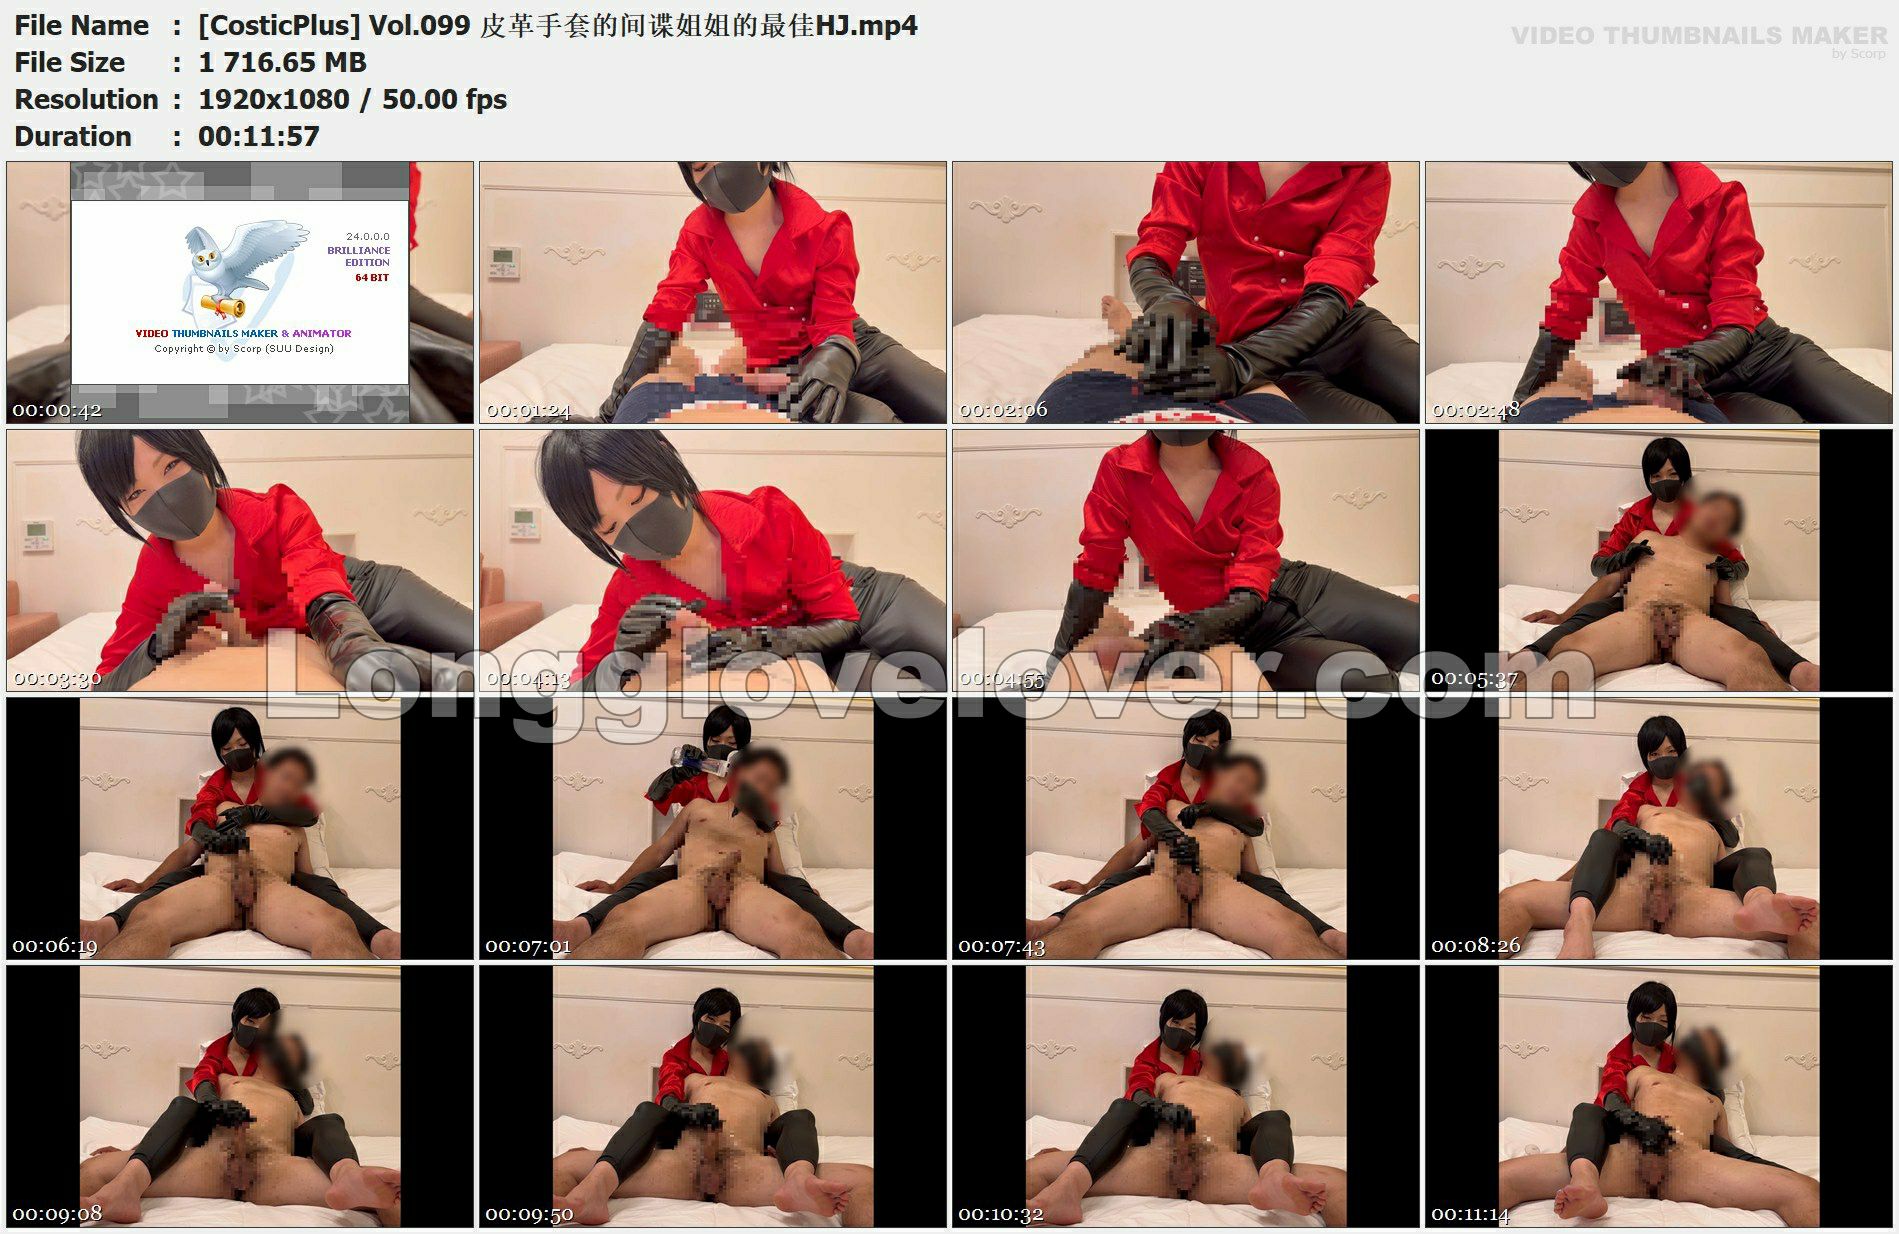 File Name : [CosticPlus] Vol.099 皮革手套的间谍姐姐的最佳HJ.mp4
VIDEO THUMBNAILS MAKER
by Scorp
File Size : 1 716.65 MB
Resolution : 1920x1080 / 50.00 fps
Duration : 00:11:57
24.0.0.0
BRILLIANCE
EDITION
64 BIT
VIDEO THUMBNAILS MAKER & ANIMATOR
Copyright © by Scorp (SUU Design)
00:00:42
00:01:24
00:02:06
00:02:48
00:03:30
00:04:13
00:04:55
00:05:37
Longglovelover.com
00:06:19
00:07:01
00:07:43
00:08:26
00:09:08
00:09:50
00:10:32
00:11:14